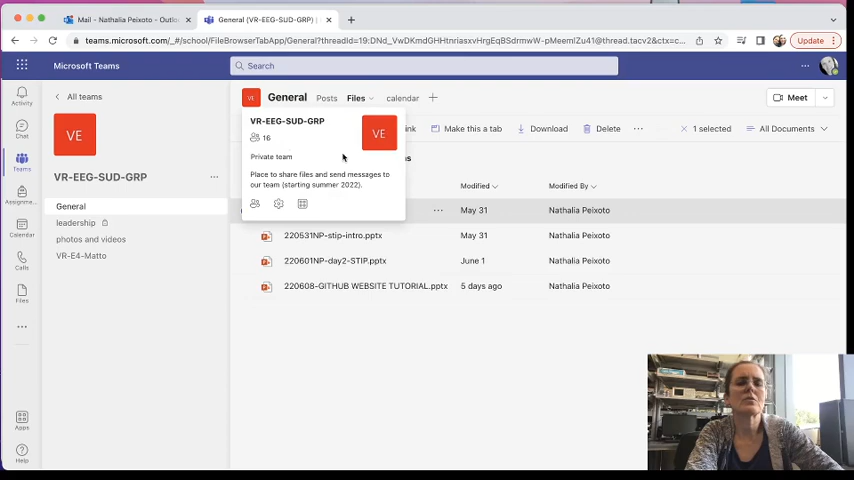 Mail - Nathalia Peixoto - Outlo
General (VR-EEG-SUD-GRP) |
teams.microsoft.com/_#/school/FileBrowserTabApp/General?threadId=19:DNd_VwDKmdGHHtnriasxvHrgEqBSdrmwW-pMeemIZu41@thread.tacv2&ctx=c...
Update
Microsoft Teams
Search
Activity
Chat
Teams
Assignme...
Calendar
Calls
Files
Apps
Help
All teams
VE
VR-EEG-SUD-GRP
General
leadership
photos and videos
VR-E4-Matto
VE
General
Posts
Files
calendar
Meet
VR-EEG-SUD-GRP
16
VE
Private team
Place to share files and send messages to
our team (starting summer 2022).
Make this a tab
Download
Delete
1 selected
All Documents
Modified
Modified By
May 31
Nathalia Peixoto
220531NP-stip-intro.pptx
May 31
Nathalia Peixoto
220601NP-day2-STIP.pptx
June 1
Nathalia Peixoto
220608-GITHUB WEBSITE TUTORIAL.pptx
5 days ago
Nathalia Peixoto